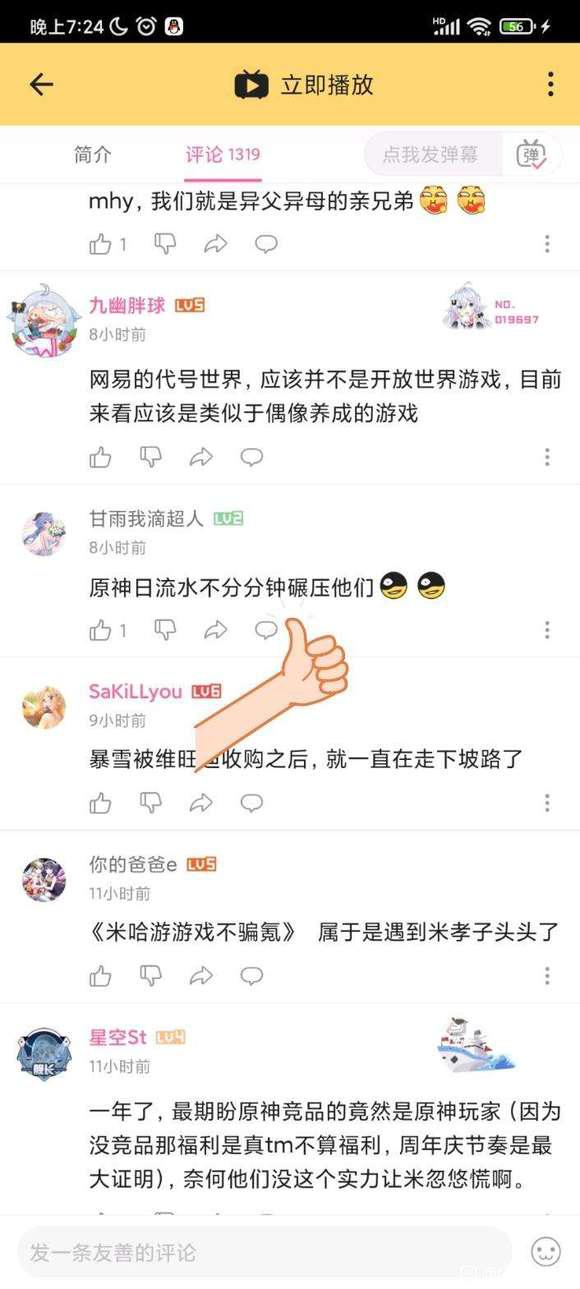 晚上7:24
HD
56
立即播放
简介
评论 1319
点我发弹幕
弹
mhy，我们就是异父异母的亲兄弟
1
九幽胖球 LV5
NO.
019697
8小时前
网易的代号世界，应该并不是开放世界游戏，目前
来看应该是类似于偶像养成的游戏
甘雨我滴超人 LV2
8小时前
原神日流水不分分钟碾压他们
1
SaKiLLyou LV6
9小时前
暴雪被维旺迪收购之后，就一直在走下坡路了
你的爸爸e LV5
11小时前
《米哈游游戏不骗氪》 属于是遇到米孝子头头了
星空St LV4
舰长
11小时前
一年了，最期盼原神竞品的竟然是原神玩家（因为
没竞品那福利是真tm不算福利，周年庆节奏是最
大证明），奈何他们没这个实力让米忽悠慌啊。
发一条友善的评论